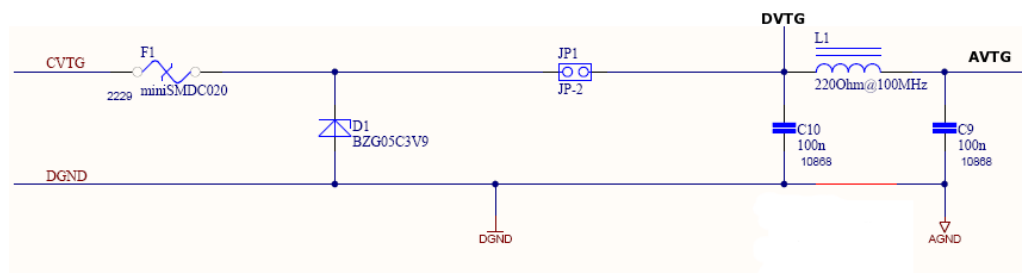 DVTG
F1
JP1
L1
CVTG
AVTG
2229
miniSMDC020
JP-2
220Ohm@100MHz
D1
BZG05C3V9
C10
100n
10868
C9
100n
10868
DGND
DGND
AGND